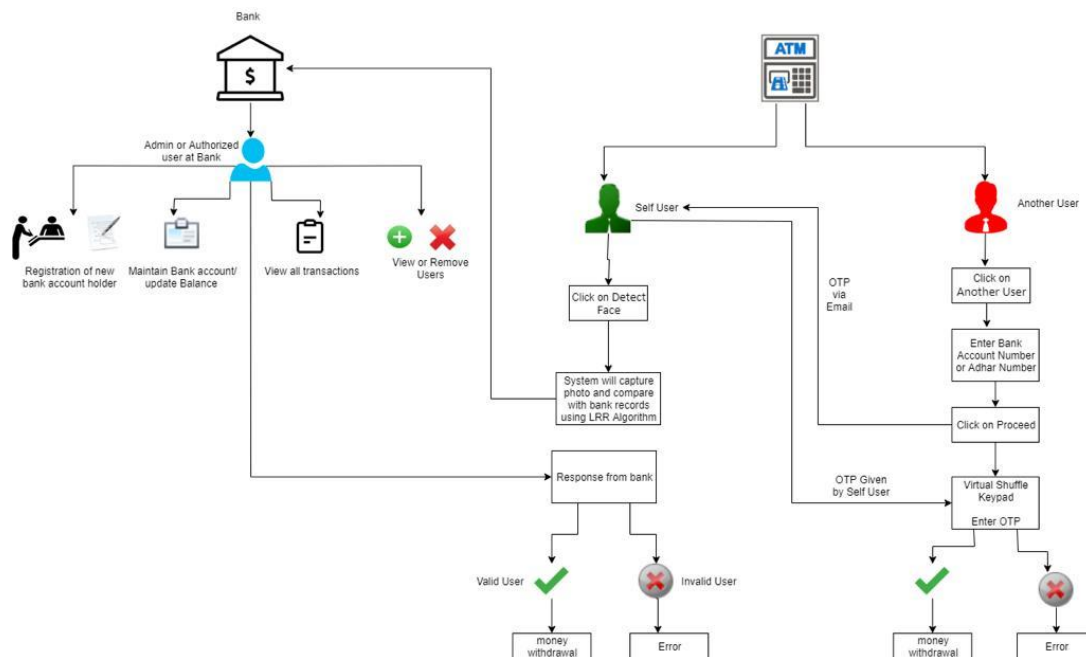 Bank
$
ATM
Admin or Authorized
user at Bank
Self User
Another User
Registration of new
bank account holder
Maintain Bank account/
update Balance
View all transactions
View or Remove
Users
Click on Detect
Face
OTP
via
Email
Click on
Another User
Enter Bank
Account Number
or Adhar Number
System will capture
photo and compare
with bank records
using LRR Algorithm
Click on Proceed
Response from bank
OTP Given
by Self User
Virtual Shuffle
Keypad
Enter OTP
Valid User
Invalid User
money
withdrawal
Error
money
withdrawal
Error